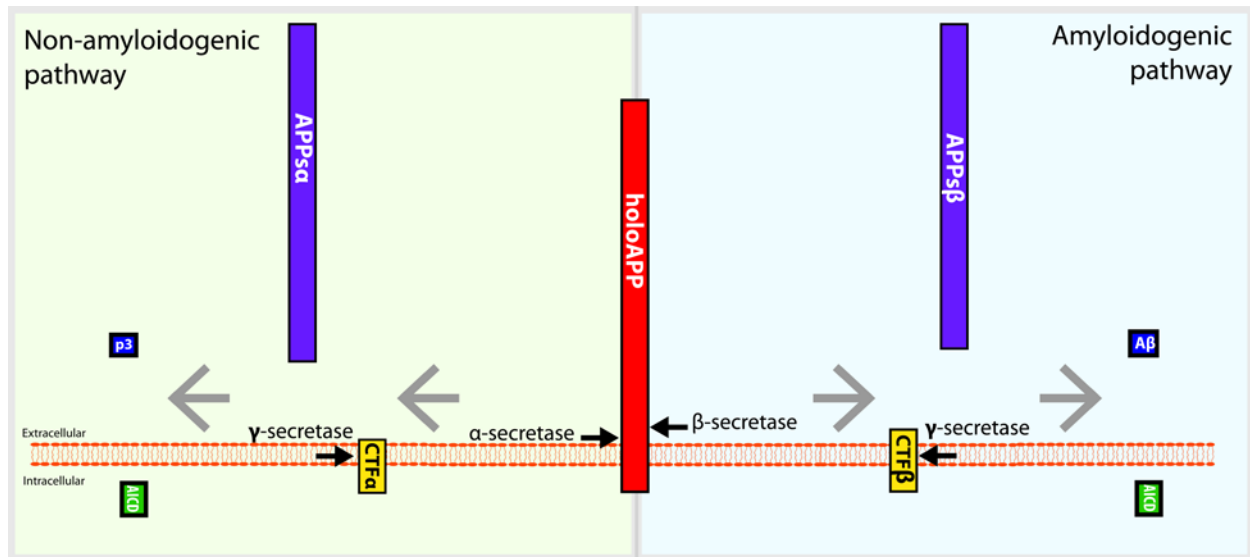 Non-amyloidogenic
pathway
Amyloidogenic
pathway
APPsα
holoAPP
APPsβ
p3
Aβ
Extracellular
γ-secretase
α-secretase
β-secretase
γ-secretase
CTFα
CTFβ
Intracellular
AICD
AICD